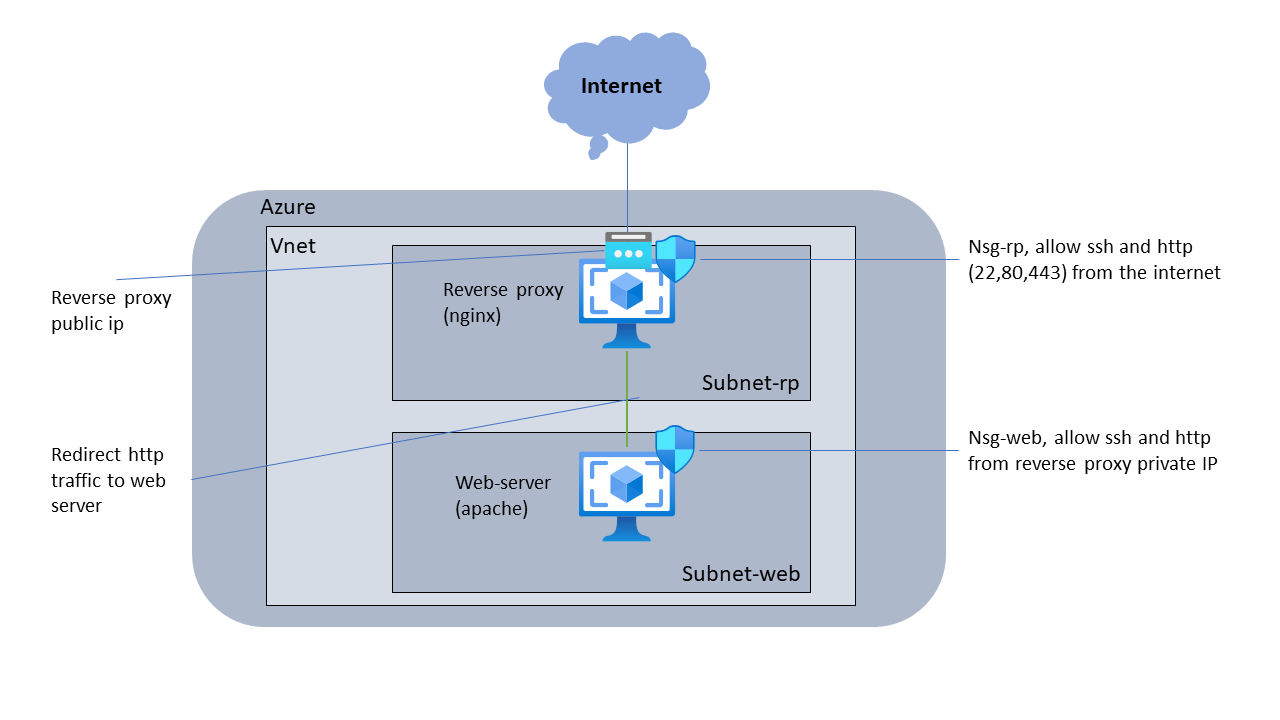 Internet
Azure
Vnet
Nsg-rp, allow ssh and http
(22,80,443) from the internet
Reverse proxy
public ip
Reverse proxy
(nginx)
Subnet-rp
Redirect http
traffic to web
server
Nsg-web, allow ssh and http
from reverse proxy private IP
Web-server
(apache)
Subnet-web